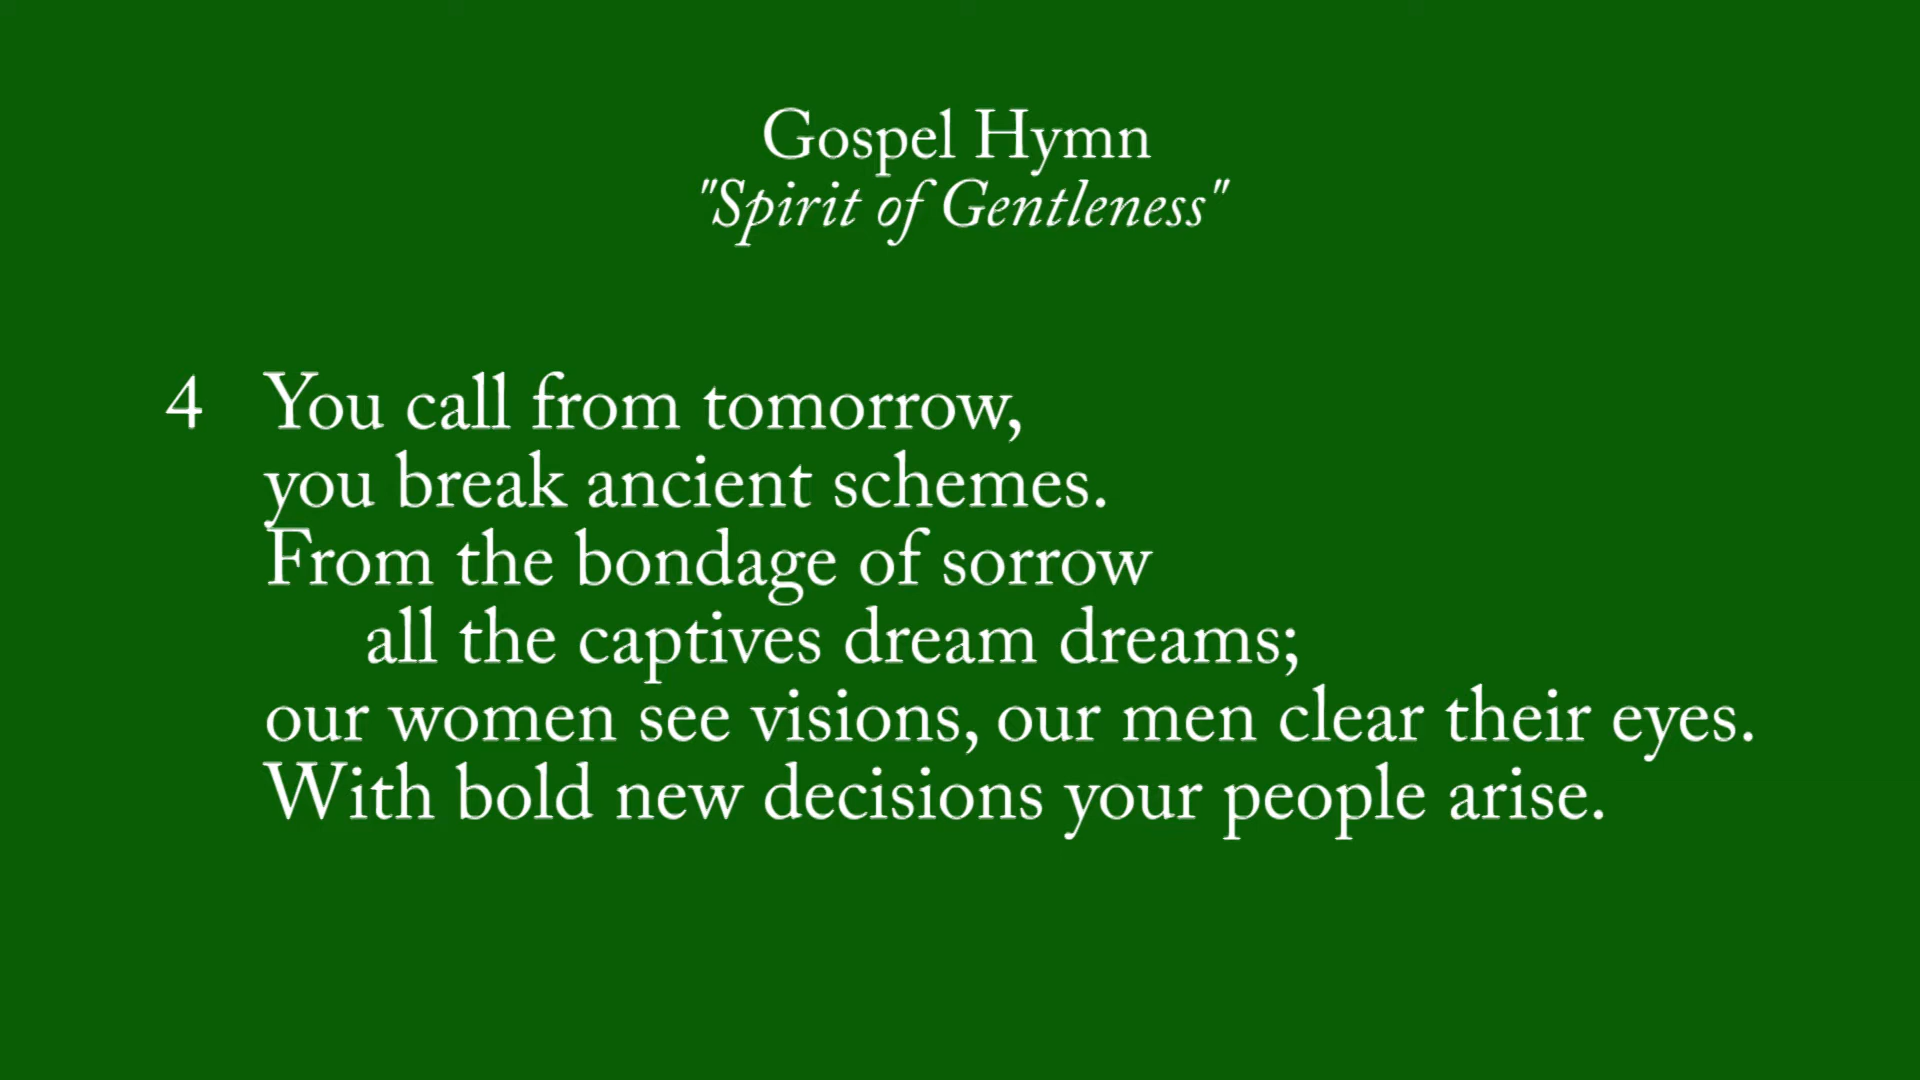 Gospel Hymn
"Spirit of Gentleness"
4 You call from tomorrow,
you break ancient schemes.
From the bondage of sorrow
all the captives dream dreams;
our women see visions, our men clear their eyes.
With bold new decisions your people arise.